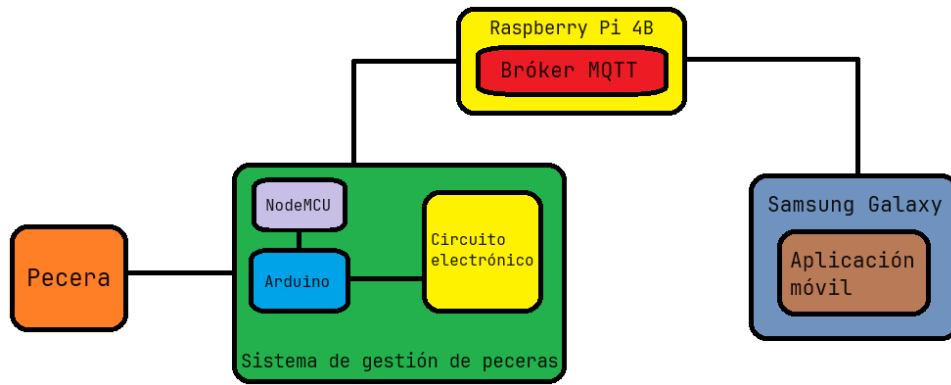 Raspberry Pi 4B
Bróker MQTT
NodeMCU
Samsung Galaxy
Circuito
electrónico
Pecera
Arduino
Aplicación
móvil
Sistema de gestión de peceras